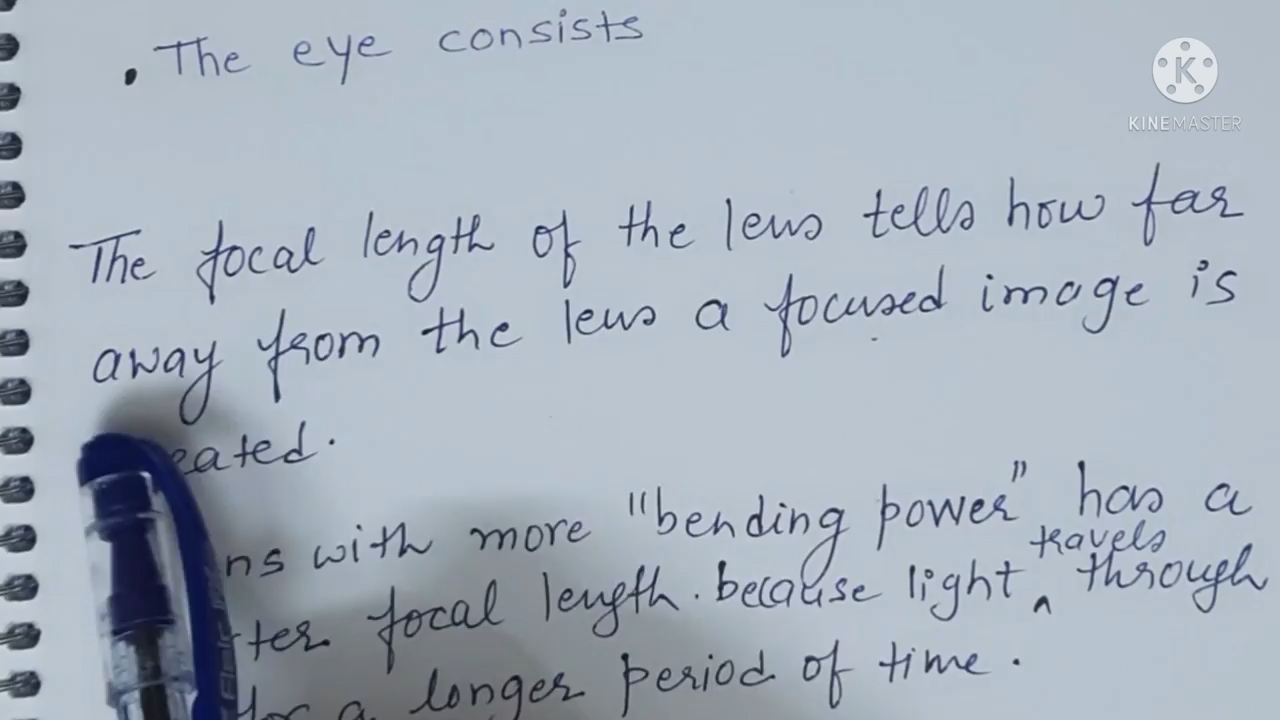 . The eye consists
KINEMASTER
The focal length of the lens tells how far
away from the lens a focused image is
eated.
ns with more "bending power" has a
travels
ter focal length. because light ^ through
for a longer period of time.